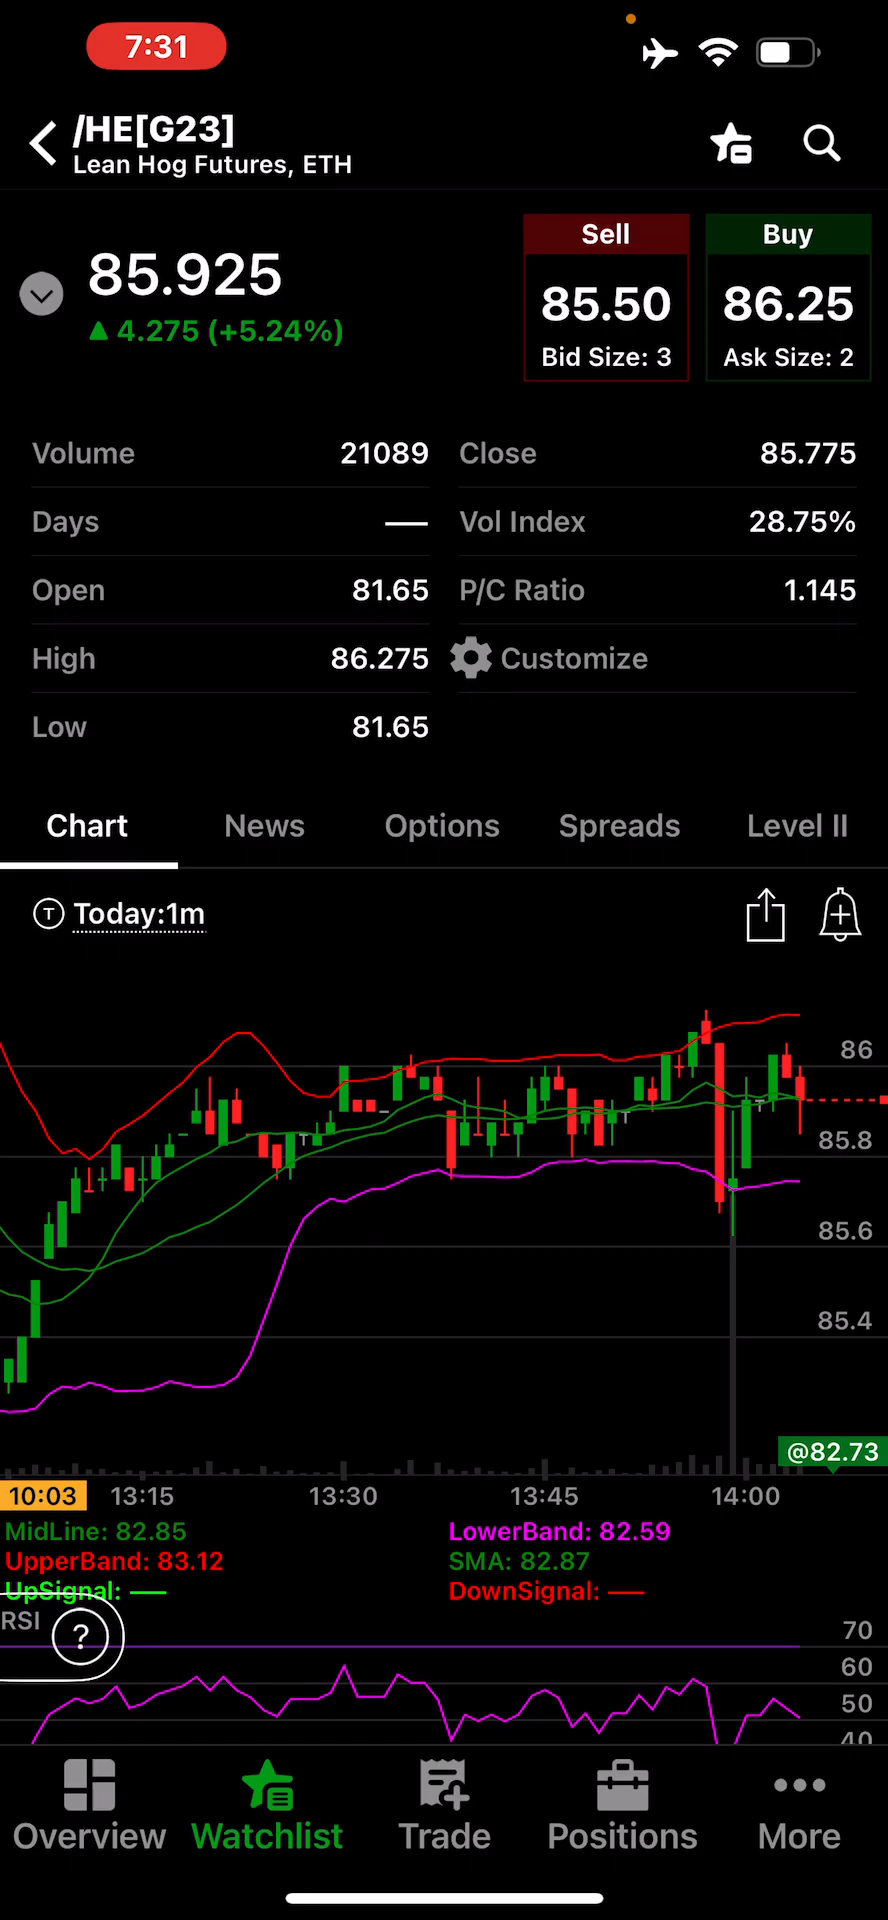 7:31
/HE[G23]
Lean Hog Futures, ETH
85.925
4.275 (+5.24%)
Sell
85.50
Bid Size: 3
Buy
86.25
Ask Size: 2
Volume 21089
Close 85.775
Days —
Vol Index 28.75%
Open 81.65
P/C Ratio 1.145
High 86.275
Customize
Low 81.65
Chart News Options Spreads Level II
T Today:1m
86
85.8
85.6
85.4
@82.73
10:03 13:15 13:30 13:45 14:00
MidLine: 82.85
LowerBand: 82.59
UpperBand: 83.12
SMA: 82.87
UpSignal: —
DownSignal: —
RSI
?
70
60
50
40
Overview Watchlist Trade Positions More